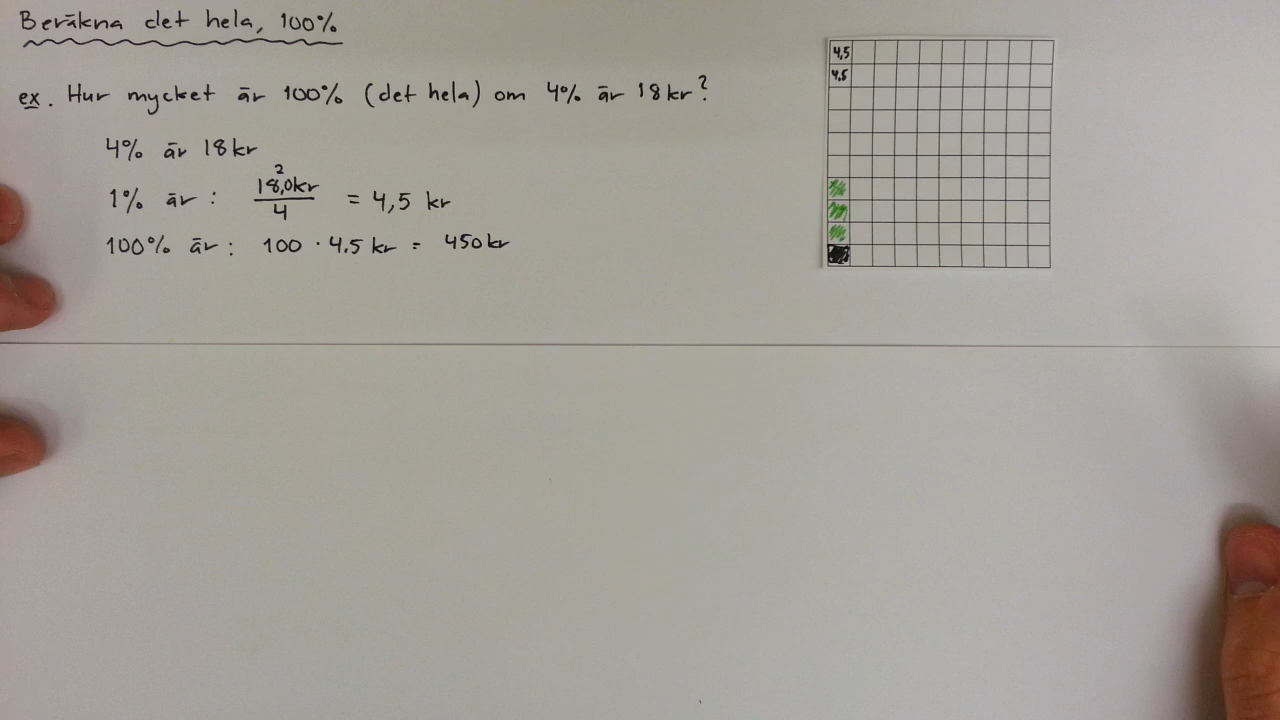 Beräkna det hela, 100%
ex. Hur mycket är 100% (det hela) om 4% är 18kr?
4% är 18kr
2
1% är : 18,0kr / 4 = 4,5 kr
100% är : 100 · 4.5 kr = 450kr
4,5
4,5